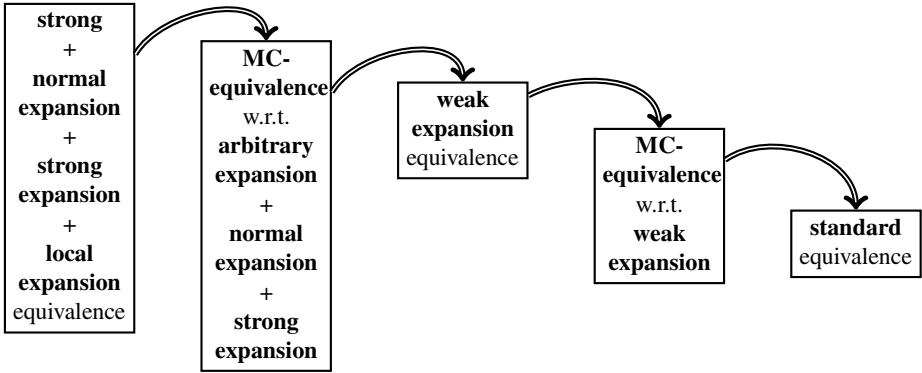 strong
+
normal
expansion
+
strong
expansion
+
local
expansion
equivalence
MC-
equivalence
w.r.t.
arbitrary
expansion
+
normal
expansion
+
strong
expansion
weak
expansion
equivalence
MC-
equivalence
w.r.t.
weak
expansion
standard
equivalence